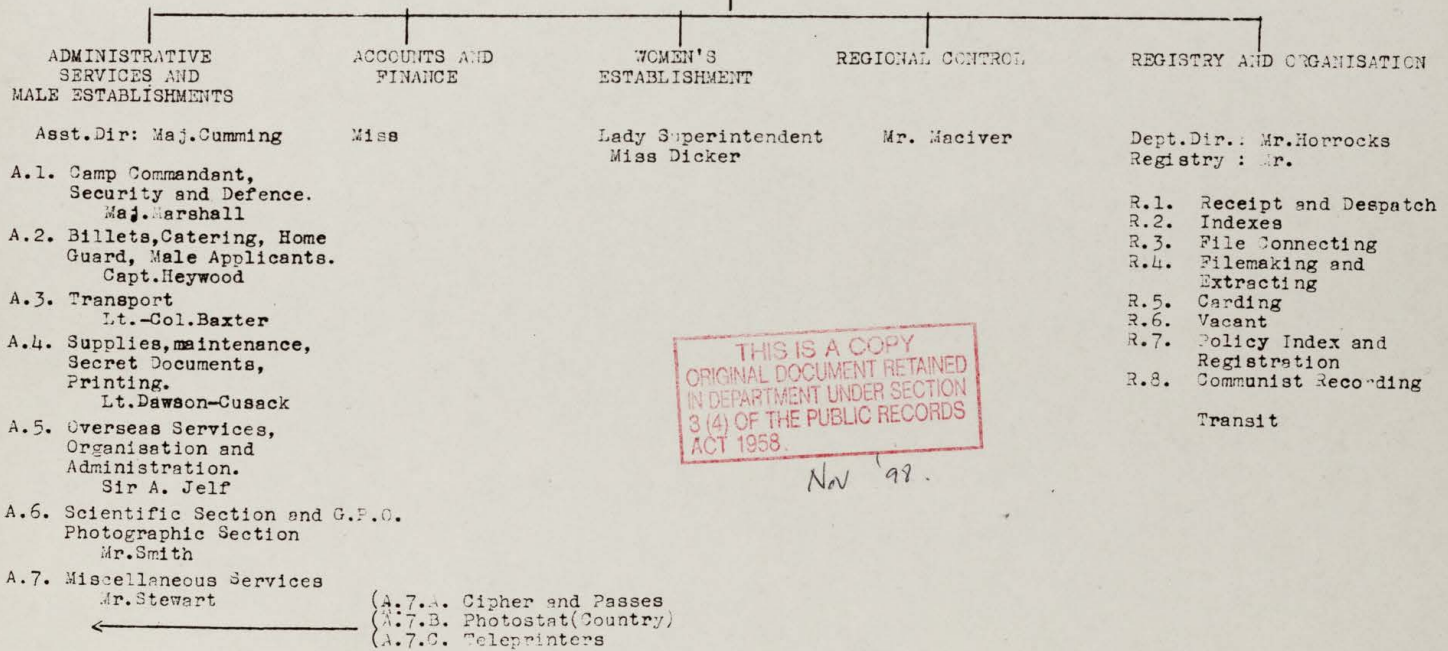 ADMINISTRATIVE
SERVICES AND
MALE ESTABLISHMENTS
Asst.Dir: Maj.Cumming
A.1. Camp Commandant,
Security and Defence.
Maj.Marshall
A.2. Billets,Catering, Home
Guard, Male Applicants.
Capt.Heywood
A.3. Transport
Lt.-Col.Baxter
A.4. Supplies,maintenance,
Secret Documents,
Printing.
Lt.Dawson-Cusack
A.5. Overseas Services,
Organisation and
Administration.
Sir A. Jelf
A.6. Scientific Section and G.P.O.
Photographic Section
Mr.Smith
A.7. Miscellaneous Services
Mr.Stewart
(A.7.A. Cipher and Passes
(A.7.B. Photostat(Country)
(A.7.C. Teleprinters
ACCOUNTS AND
FINANCE
Miss
WOMEN'S
ESTABLISHMENT
Lady Superintendent
Miss Dicker
REGIONAL CONTROL
Mr. Maciver
REGISTRY AND ORGANISATION
Dept.Dir.: Mr.Horrocks
Registry : Mr.
R.1. Receipt and Despatch
R.2. Indexes
R.3. File Connecting
R.4. Filemaking and
Extracting
R.5. Carding
R.6. Vacant
R.7. Policy Index and
Registration
R.8. Communist Recording
Transit
THIS IS A COPY
ORIGINAL DOCUMENT RETAINED
IN DEPARTMENT UNDER SECTION
3 (4) OF THE PUBLIC RECORDS
ACT 1958.
Nov '98.